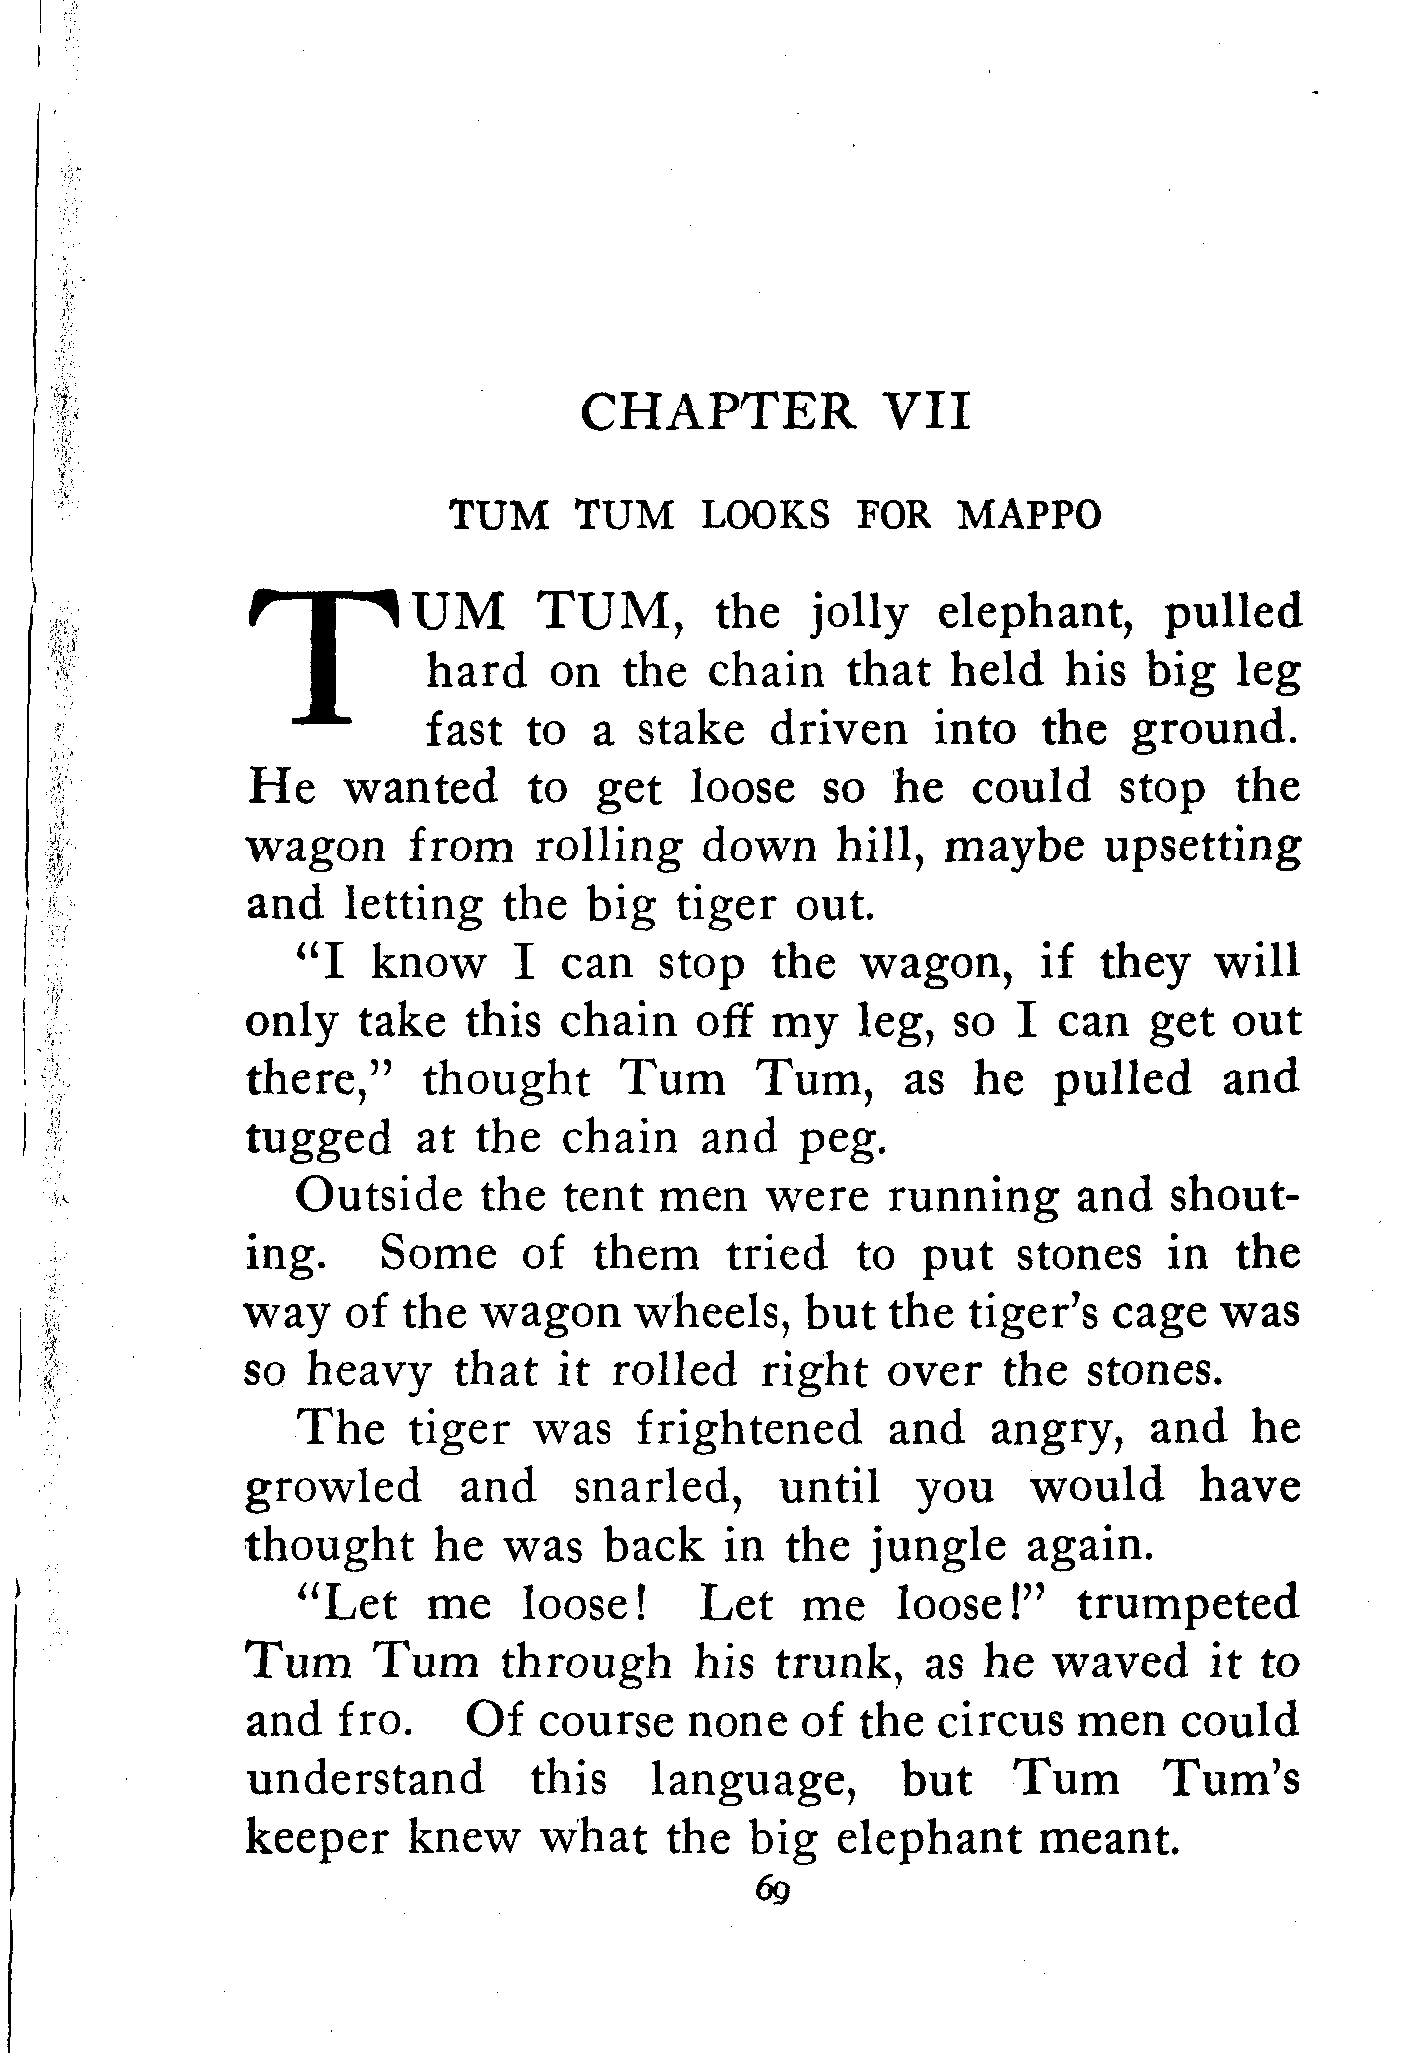 CHAPTER VII
TUM TUM LOOKS FOR MAPPO
TUM TUM, the jolly elephant, pulled
hard on the chain that held his big leg
fast to a stake driven into the ground.
He wanted to get loose so he could stop the
wagon from rolling down hill, maybe upsetting
and letting the big tiger out.
“I know I can stop the wagon, if they will
only take this chain off my leg, so I can get out
there,” thought Tum Tum, as he pulled and
tugged at the chain and peg.
Outside the tent men were running and shout-
ing. Some of them tried to put stones in the
way of the wagon wheels, but the tiger’s cage was
so heavy that it rolled right over the stones.
The tiger was frightened and angry, and he
growled and snarled, until you would have
thought he was back in the jungle again.
“Let me loose! Let me loose!” trumpeted
Tum Tum through his trunk, as he waved it to
and fro. Of course none of the circus men could
understand this language, but Tum Tum’s
keeper knew what the big elephant meant.
69